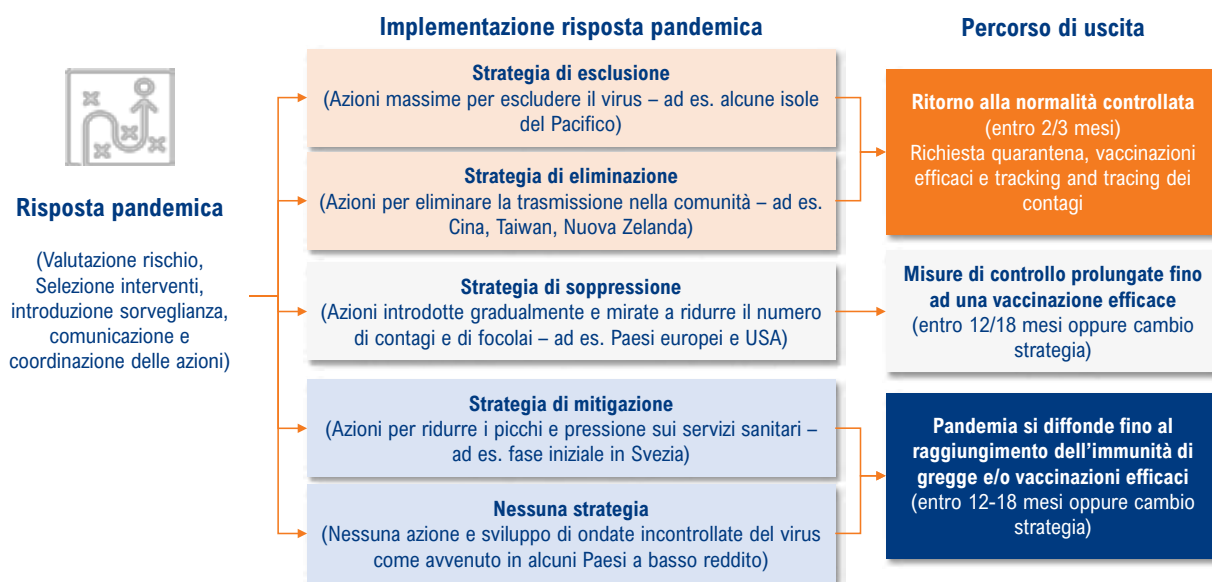 Implementazione risposta pandemica
Percorso di uscita
Risposta pandemica
(Valutazione rischio,
Selezione interventi,
introduzione sorveglianza,
comunicazione e
coordinazione delle azioni)
Strategia di esclusione
(Azioni massime per escludere il virus – ad es. alcune isole
del Pacifico)
Strategia di eliminazione
(Azioni per eliminare la trasmissione nella comunità – ad es.
Cina, Taiwan, Nuova Zelanda)
Strategia di soppressione
(Azioni introdotte gradualmente e mirate a ridurre il numero
di contagi e di focolai – ad es. Paesi europei e USA)
Strategia di mitigazione
(Azioni per ridurre i picchi e pressione sui servizi sanitari –
ad es. fase iniziale in Svezia)
Nessuna strategia
(Nessuna azione e sviluppo di ondate incontrollate del virus
come avvenuto in alcuni Paesi a basso reddito)
Ritorno alla normalità controllata
(entro 2/3 mesi)
Richiesta quarantena, vaccinazioni
efficaci e tracking and tracing dei
contagi
Misure di controllo prolungate fino
ad una vaccinazione efficace
(entro 12/18 mesi oppure cambio
strategia)
Pandemia si diffonde fino al
raggiungimento dell’immunità di
gregge e/o vaccinazioni efficaci
(entro 12-18 mesi oppure cambio
strategia)